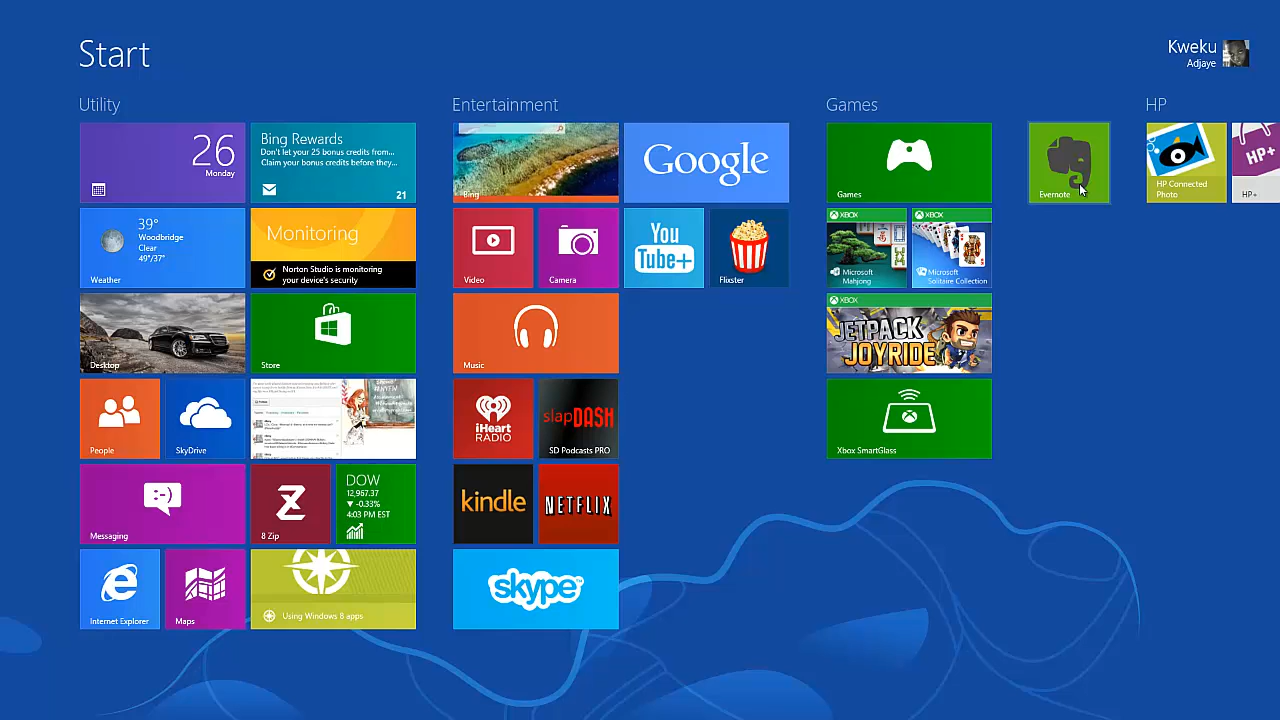 Start
Kweku
Adjaye
Utility
Entertainment
Games
HP
26
Monday
Bing Rewards
Don't let your 25 bonus credits from...
Claim your bonus credits before they...
21
Bing
Google
Games
Evernote
HP Connected
Photo
HP+
HP+
39°
Woodbridge
Clear
49°/37°
Weather
Monitoring
Norton Studio is monitoring
your device's security
Video
Camera
You
Tube+
Flixster
XBOX
Microsoft
Mahjong
XBOX
Microsoft
Solitaire Collection
Desktop
Store
Music
XBOX
JETPACK
JOYRIDE
People
SkyDrive
iHeart
RADIO
slapDASH
SD Podcasts PRO
Xbox SmartGlass
:-)
Messaging
8 Zip
DOW
12,967.37
▼ -0.33%
4:03 PM EST
kindle
NETFLIX
Internet Explorer
Maps
Using Windows 8 apps
skype™